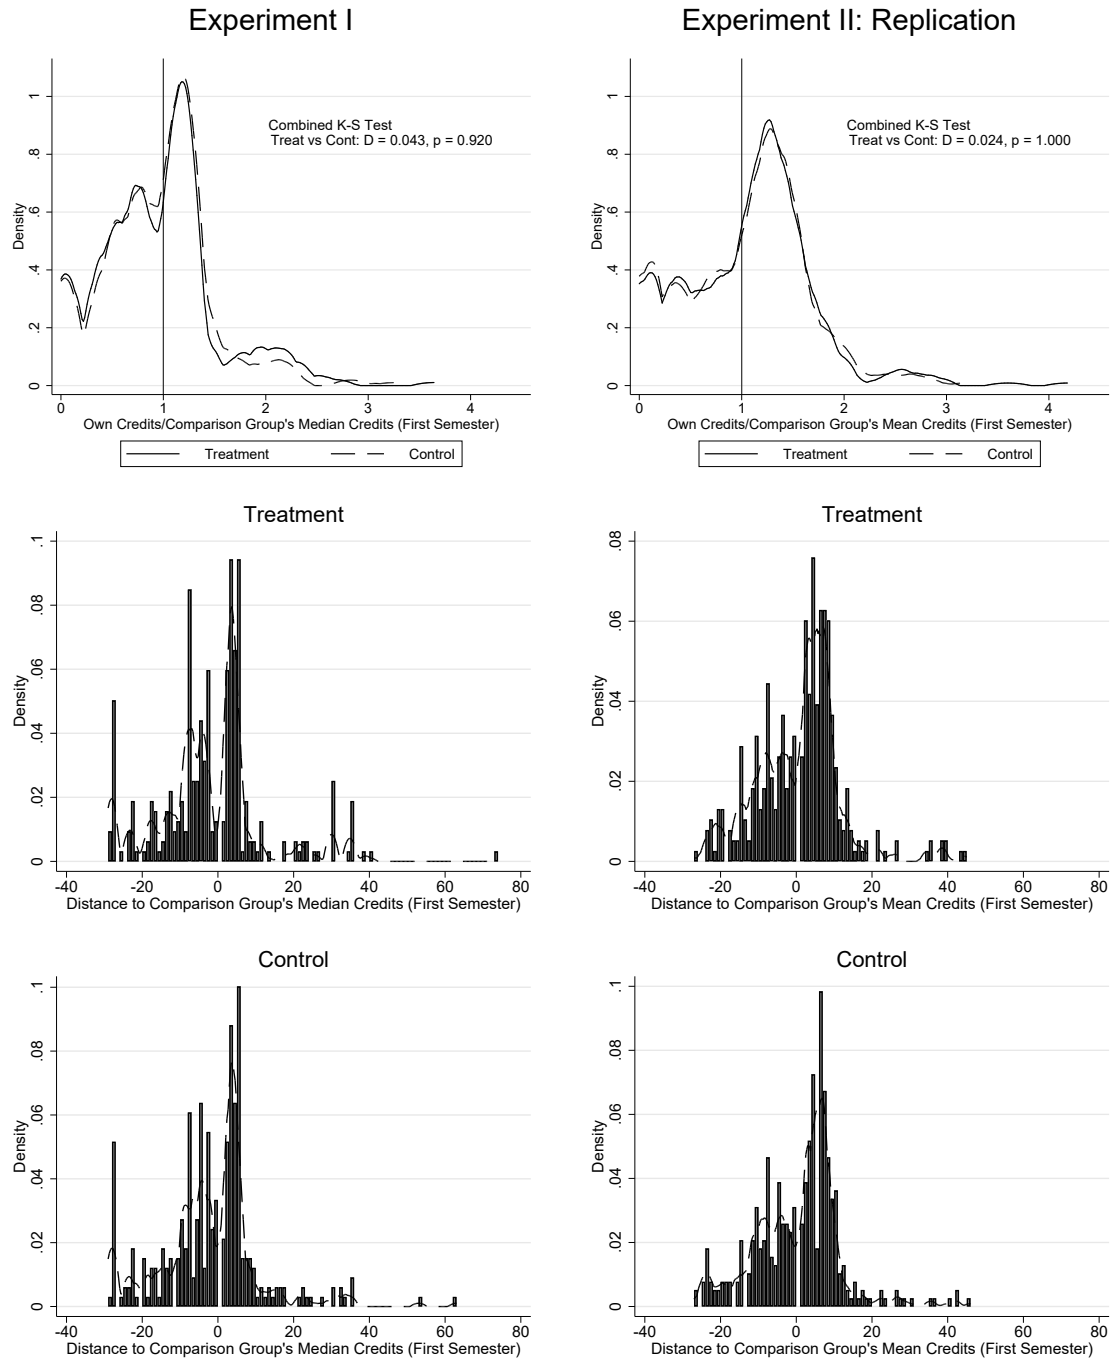 Experiment I
Experiment II: Replication
Combined K-S Test
Treat vs Cont: D = 0.043, p = 0.920
Density
0 .2 .4 .6 .8 1
0 1 2 3 4
Own Credits/Comparison Group's Median Credits (First Semester)
Treatment Control
Combined K-S Test
Treat vs Cont: D = 0.024, p = 1.000
Density
0 .2 .4 .6 .8 1
0 1 2 3 4
Own Credits/Comparison Group's Mean Credits (First Semester)
Treatment Control
Treatment
Density
0 .02 .04 .06 .08 .1
-40 -20 0 20 40 60 80
Distance to Comparison Group's Median Credits (First Semester)
Treatment
Density
0 .02 .04 .06 .08
-40 -20 0 20 40 60 80
Distance to Comparison Group's Mean Credits (First Semester)
Control
Density
0 .02 .04 .06 .08 .1
-40 -20 0 20 40 60 80
Distance to Comparison Group's Median Credits (First Semester)
Control
Density
0 .02 .04 .06 .08 .1
-40 -20 0 20 40 60 80
Distance to Comparison Group's Mean Credits (First Semester)